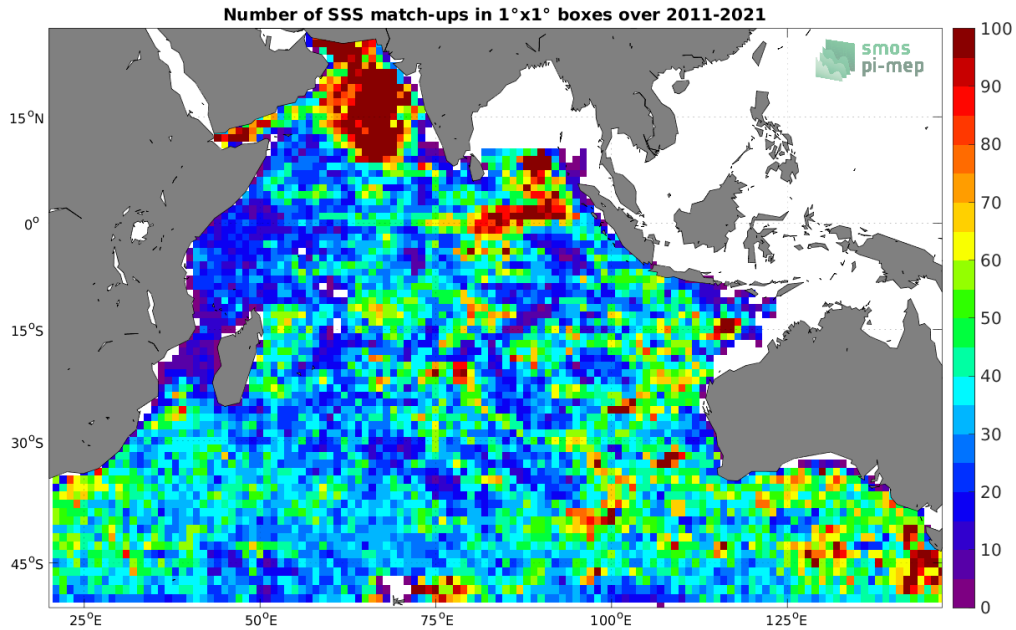 Number of SSS match-ups in 1°x1° boxes over 2011-2021
smos
pi-mep
100
90
80
70
60
50
40
30
20
10
0
15°N
0°
15°S
30°S
45°S
25°E
50°E
75°E
100°E
125°E